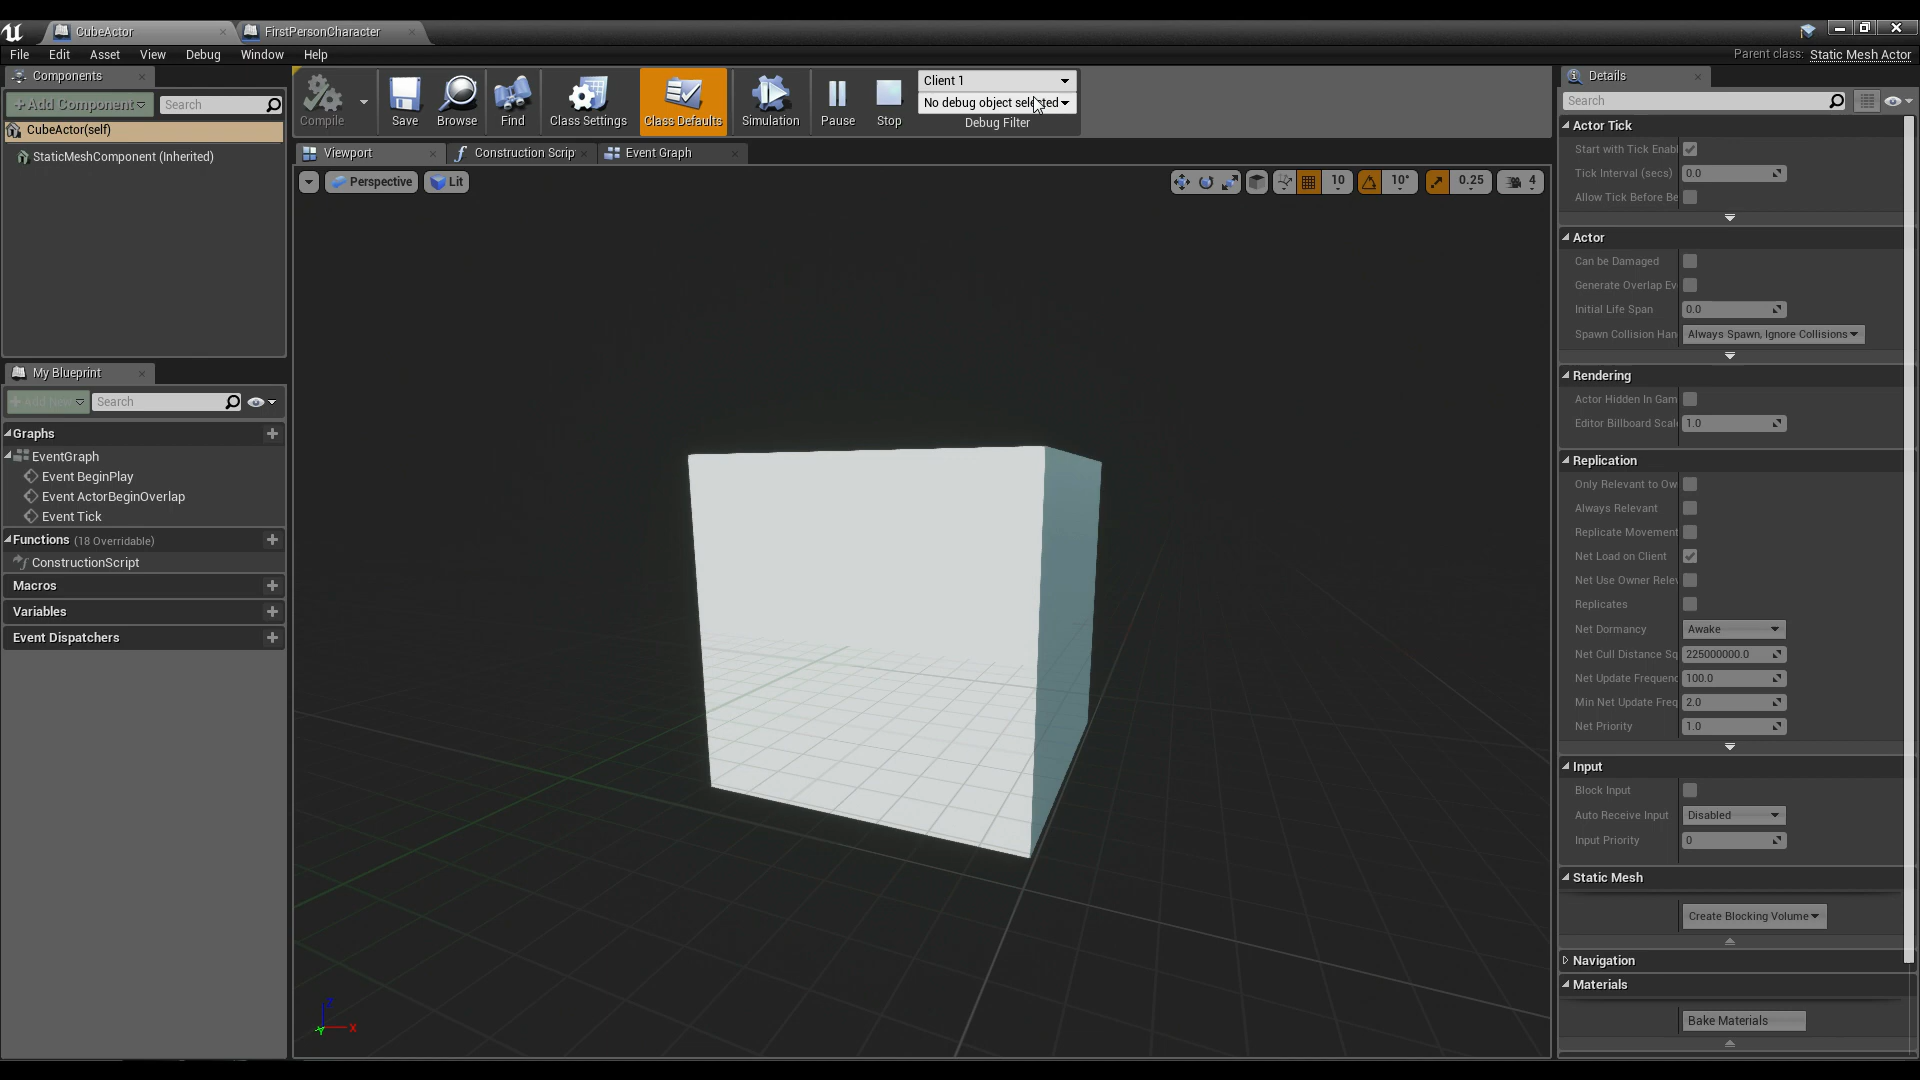 CubeActor
FirstPersonCharacter
File Edit Asset View Debug Window Help
Parent class: Static Mesh Actor
Components
+Add Component
Search
CubeActor(self)
StaticMeshComponent (Inherited)
My Blueprint
+ Add New
Search
Graphs
EventGraph
Event BeginPlay
Event ActorBeginOverlap
Event Tick
Functions (18 Overridable)
ConstructionScript
Macros
Variables
Event Dispatchers
Compile
Save
Browse
Find
Class Settings
Class Defaults
Simulation
Pause
Stop
Client 1
No debug object selected
Debug Filter
Viewport
Construction Scrip
Event Graph
Perspective
Lit
10
10°
0.25
4
Z
X
Y
Details
Search
Actor Tick
Start with Tick Enabl
Tick Interval (secs) 0.0
Allow Tick Before Be
Actor
Can be Damaged
Generate Overlap Ev
Initial Life Span 0.0
Spawn Collision Han Always Spawn, Ignore Collisions
Rendering
Actor Hidden In Gam
Editor Billboard Scal 1.0
Replication
Only Relevant to Ow
Always Relevant
Replicate Movement
Net Load on Client
Net Use Owner Relev
Replicates
Net Dormancy Awake
Net Cull Distance Sq 225000000.0
Net Update Frequenc 100.0
Min Net Update Freq 2.0
Net Priority 1.0
Input
Block Input
Auto Receive Input Disabled
Input Priority 0
Static Mesh
Create Blocking Volume
Navigation
Materials
Bake Materials